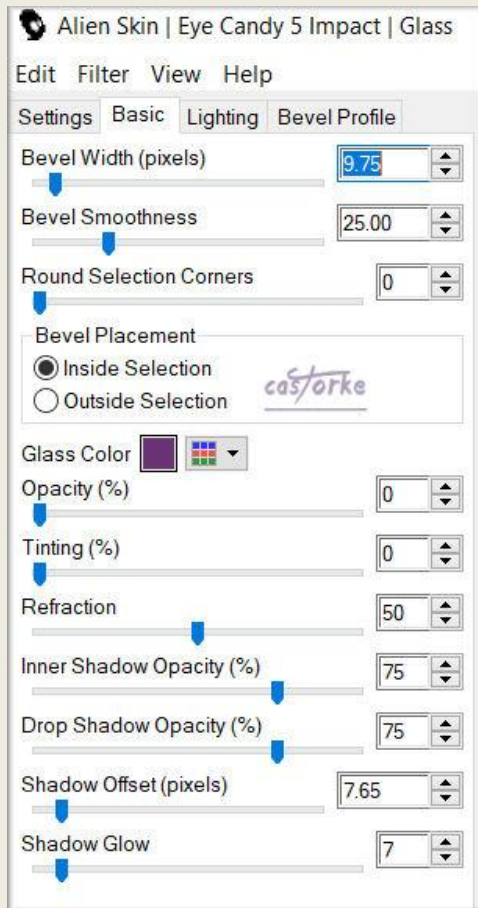 Alien Skin | Eye Candy 5 Impact | Glass
Edit Filter View Help
Settings Basic Lighting Bevel Profile
Bevel Width (pixels) 9.75
Bevel Smoothness 25.00
Round Selection Corners 0
Bevel Placement
Inside Selection
Outside Selection
castorke
Glass Color
Opacity (%) 0
Tinting (%) 0
Refraction 50
Inner Shadow Opacity (%) 75
Drop Shadow Opacity (%) 75
Shadow Offset (pixels) 7.65
Shadow Glow 7